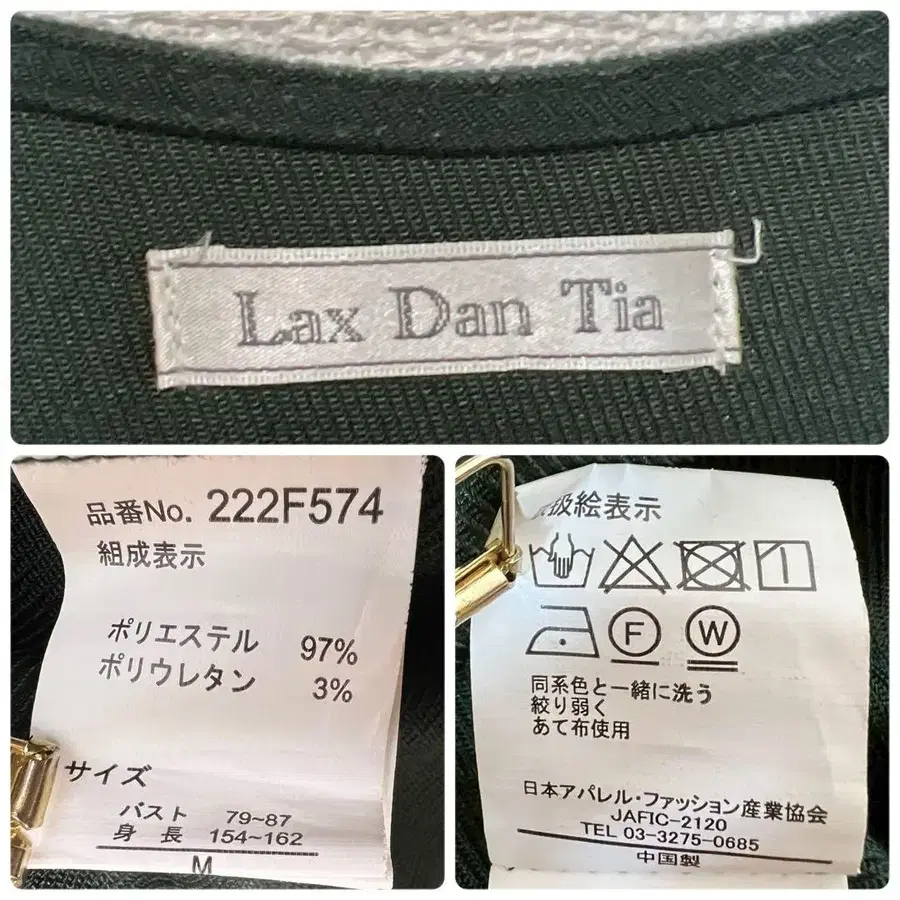 Lax Dan Tia
品番No. 222F574
組成表示
ポリエステル 97%
ポリウレタン 3%
サイズ
バスト 79~87
身長 154~162
M
扱絵表示
F W
同系色と一緒に洗う
絞り弱く
あて布使用
日本アパレル・ファッション産業協会
JAFIC-2120
TEL 03-3275-0685
中国製